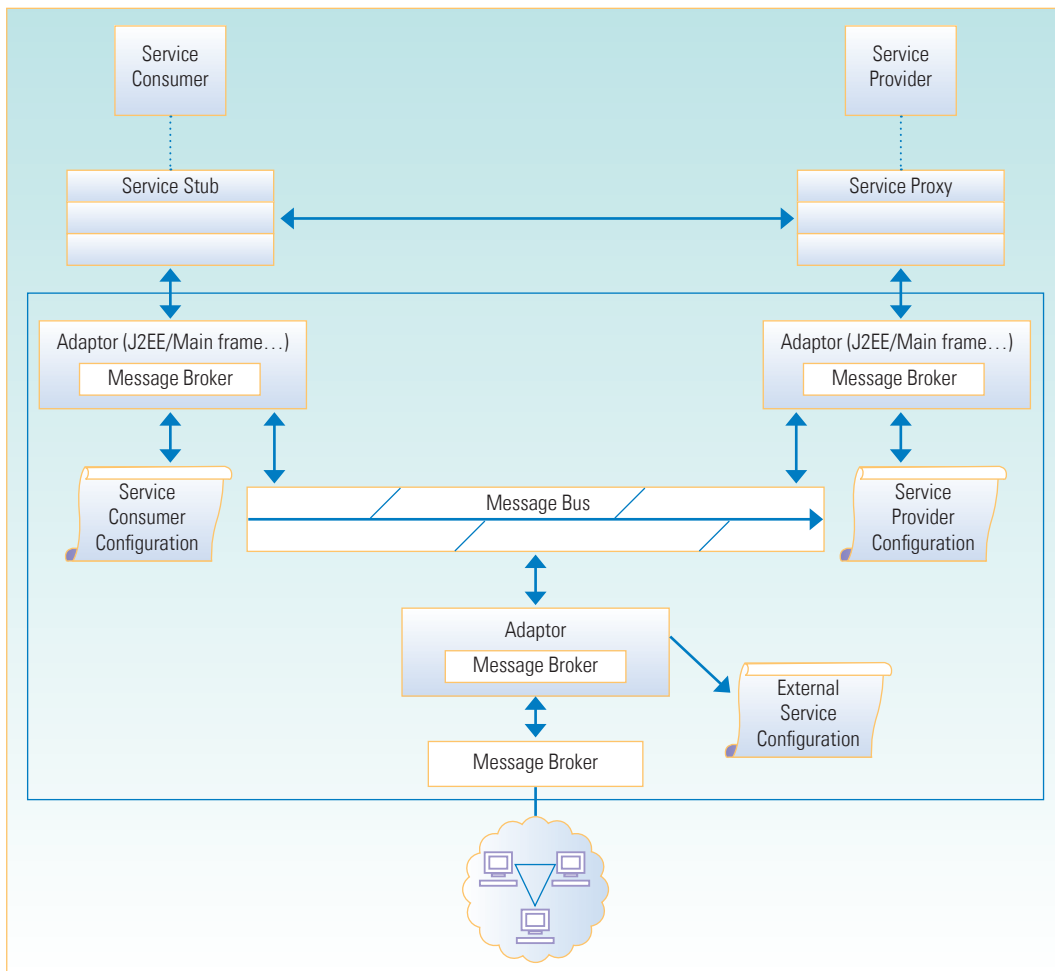 Service
Consumer
Service
Provider
Service Stub
Service Proxy
Adaptor (J2EE/Main frame…)
Message Broker
Adaptor (J2EE/Main frame…)
Message Broker
Service
Consumer
Configuration
Message Bus
Service
Provider
Configuration
Adaptor
Message Broker
External
Service
Configuration
Message Broker